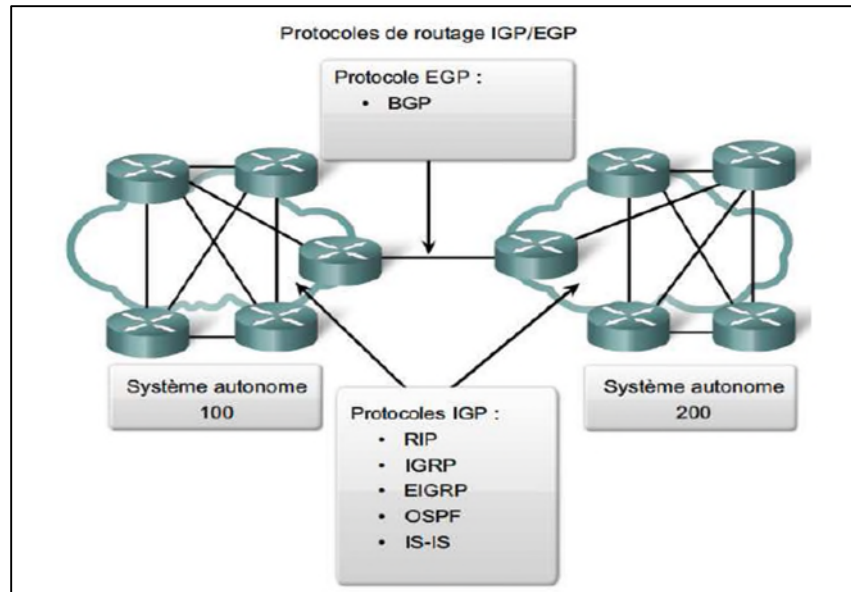 Protocoles de routage IGP/EGP
Protocole EGP :
• BGP
Système autonome
100
Système autonome
200
Protocoles IGP :
• RIP
• IGRP
• EIGRP
• OSPF
• IS-IS